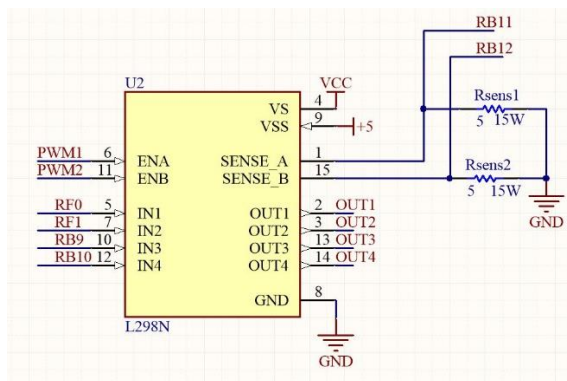 RB11
RB12
U2
VCC
VS 4
VSS 9 +5
Rsens1
5 15W
PWM1 6 ENA
SENSE_A 1
PWM2 11 ENB
SENSE_B 15
Rsens2
5 15W
GND
RF0 5 IN1
OUT1 2 OUT1
RF1 7 IN2
OUT2 3 OUT2
RB9 10 IN3
OUT3 13 OUT3
RB10 12 IN4
OUT4 14 OUT4
GND 8
L298N
GND